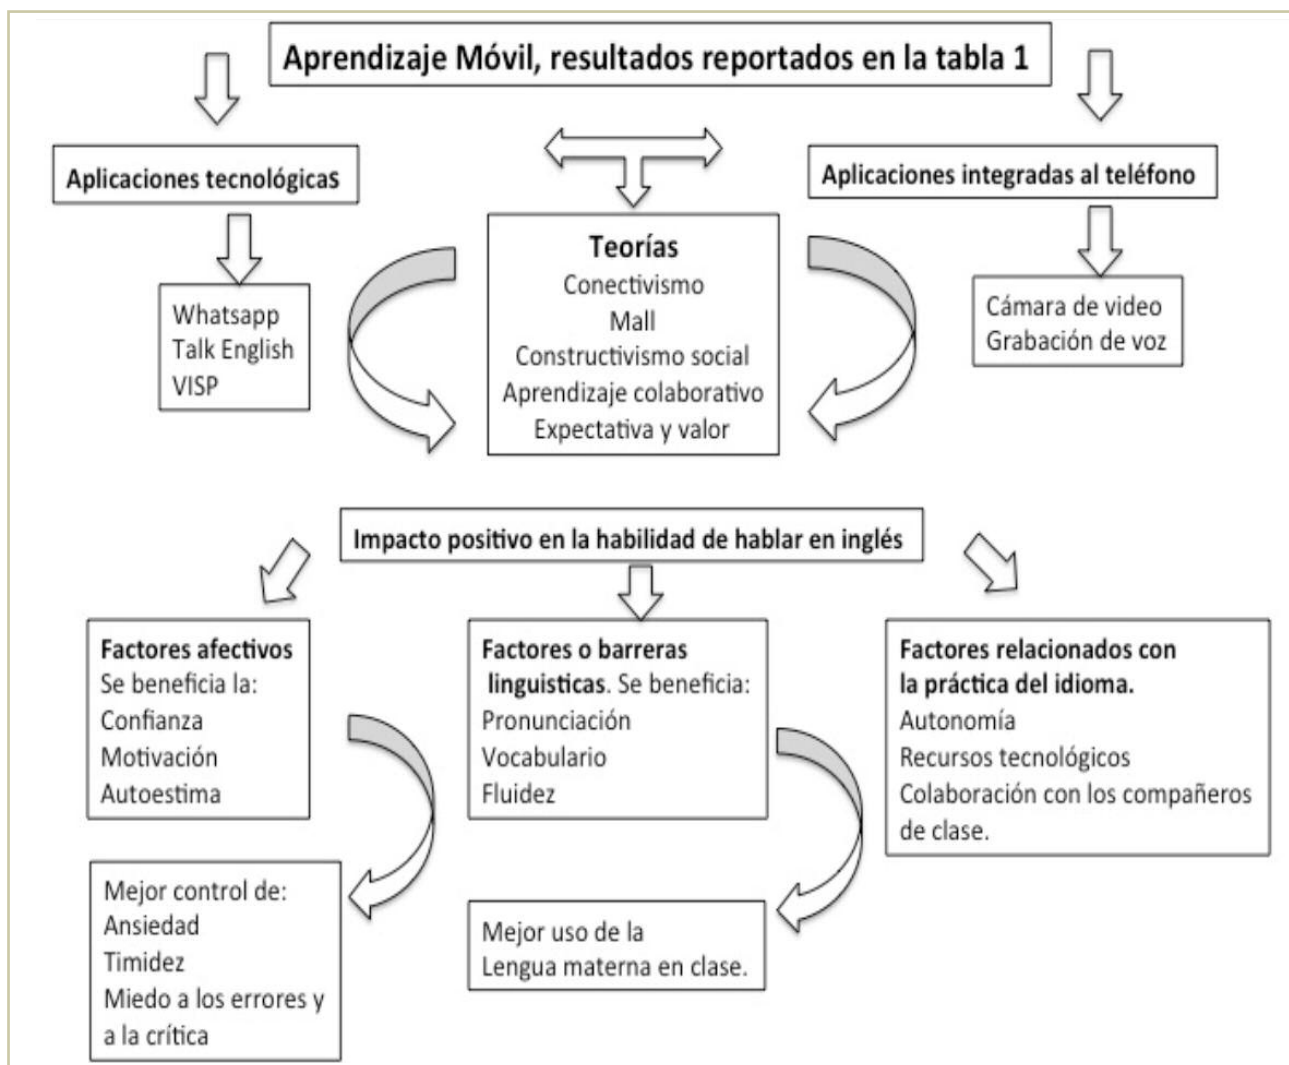 Aprendizaje Móvil, resultados reportados en la tabla 1
Aplicaciones tecnológicas
Aplicaciones integradas al teléfono
Whatsapp
Talk English
VISP
Teorías
Conectivismo
Mall
Constructivismo social
Aprendizaje colaborativo
Expectativa y valor
Cámara de video
Grabación de voz
Impacto positivo en la habilidad de hablar en inglés
Factores afectivos
Se beneficia la:
Confianza
Motivación
Autoestima
Factores o barreras
linguisticas. Se beneficia:
Pronunciación
Vocabulario
Fluidez
Factores relacionados con
la práctica del idioma.
Autonomía
Recursos tecnológicos
Colaboración con los compañeros
de clase.
Mejor control de:
Ansiedad
Timidez
Miedo a los errores y
a la crítica
Mejor uso de la
Lengua materna en clase.